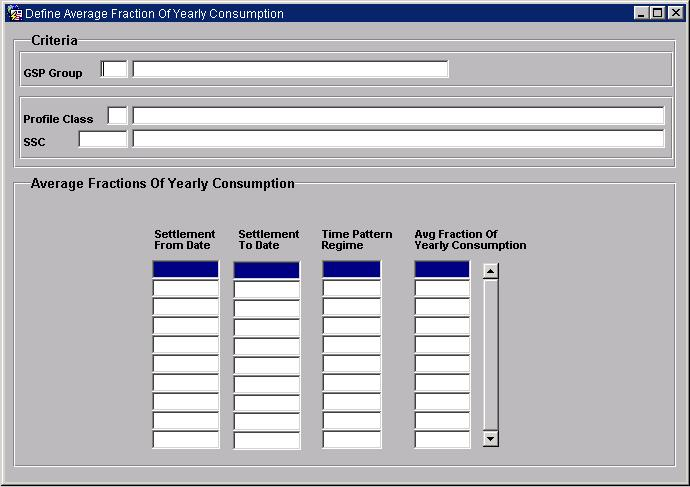 Define Average Fraction Of Yearly Consumption
Criteria
GSP Group
Profile Class
SSC
Average Fractions Of Yearly Consumption
Settlement From Date
Settlement To Date
Time Pattern Regime
Avg Fraction Of Yearly Consumption